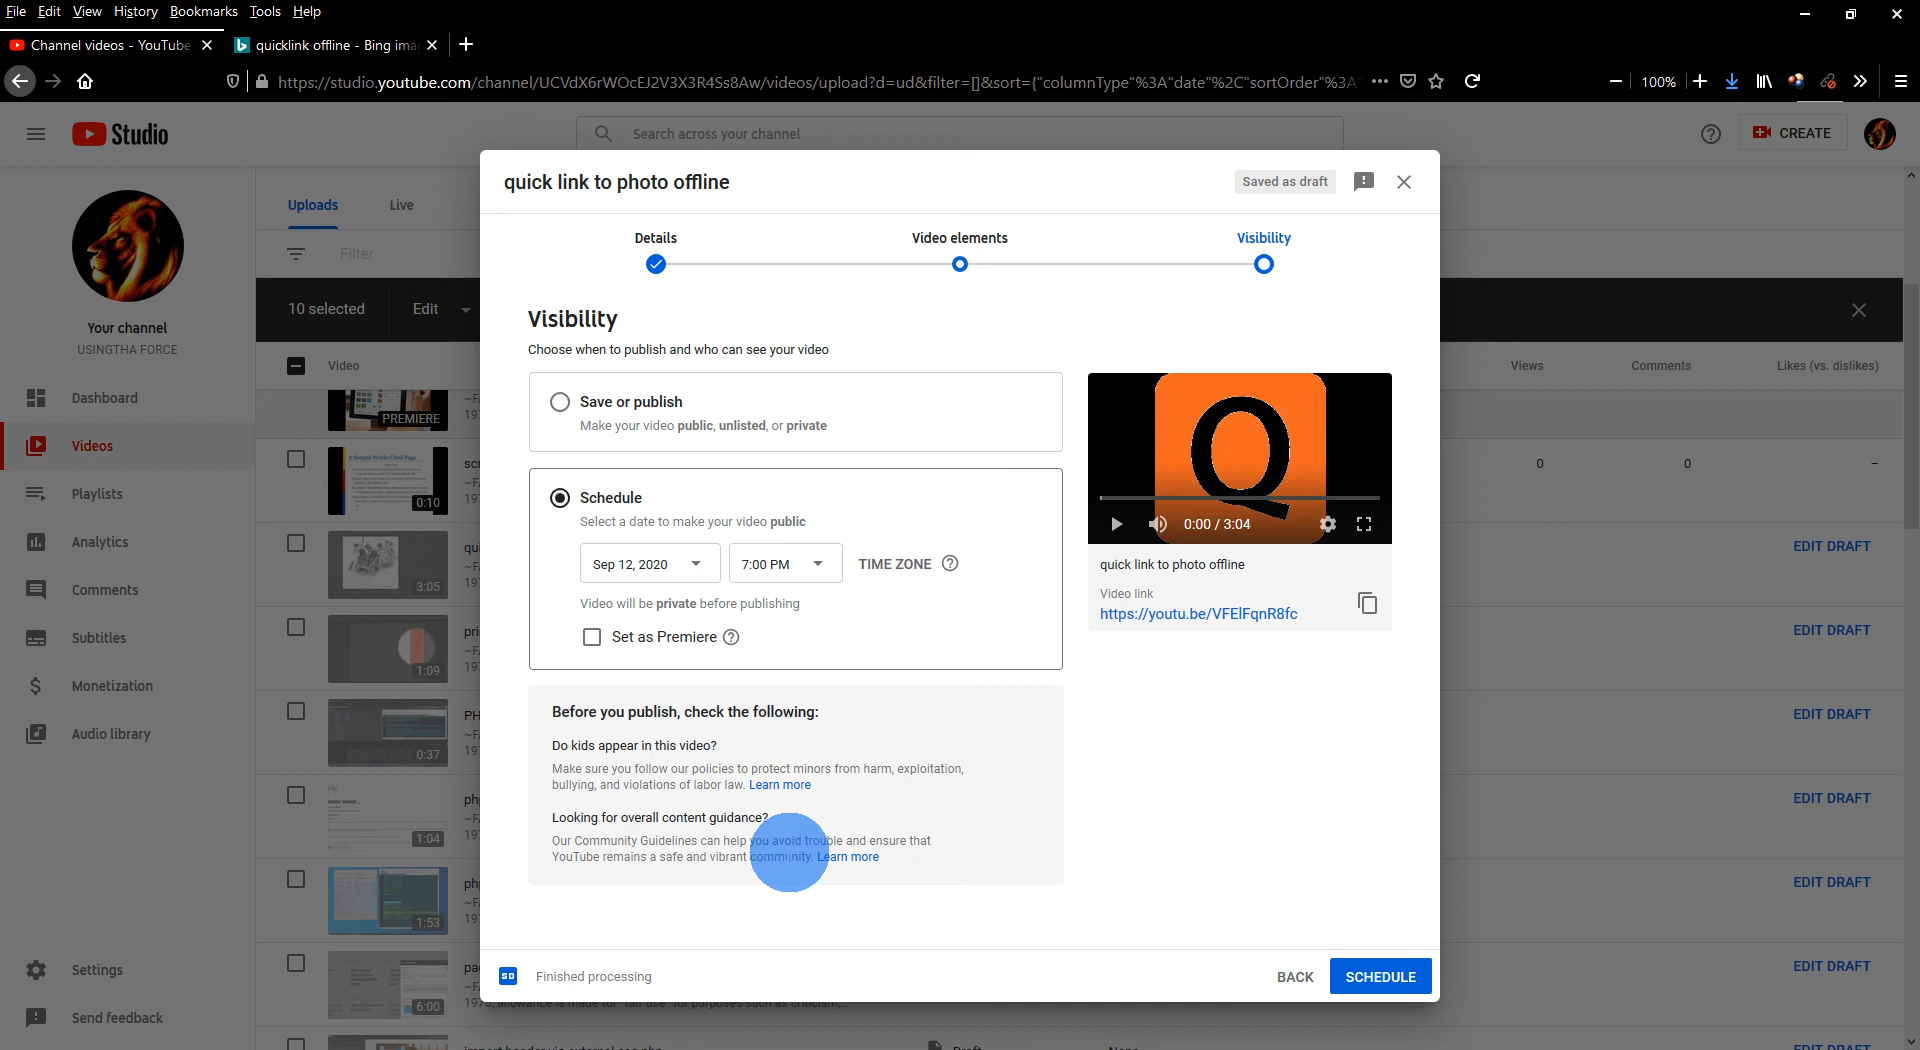 File Edit View History Bookmarks Tools Help
Channel videos - YouTube
quicklink offline - Bing ima
https://studio.youtube.com/channel/UCVdX6rWOcEJ2V3X3R4Ss8Aw/videos/upload?d=ud&filter=[]&sort={"columnType"%3A"date"%2C"sortOrder"%3A
100%
Studio
Search across your channel
CREATE
Your channel
USINGTHA FORCE
Dashboard
Videos
Playlists
Analytics
Comments
Subtitles
Monetization
Audio library
Settings
Send feedback
Uploads Live
Filter
10 selected Edit
Video
Views Comments Likes (vs. dislikes)
PREMIERE
A Sample Works Cited Page
0:10
0 0 –
3:05
EDIT DRAFT
1:09
EDIT DRAFT
0:37
EDIT DRAFT
1:04
EDIT DRAFT
1:53
EDIT DRAFT
6:00
EDIT DRAFT
quick link to photo offline
Saved as draft
Details
Video elements
Visibility
Visibility
Choose when to publish and who can see your video
Save or publish
Make your video public, unlisted, or private
Schedule
Select a date to make your video public
Sep 12, 2020 7:00 PM TIME ZONE
Video will be private before publishing
Set as Premiere
Before you publish, check the following:
Do kids appear in this video?
Make sure you follow our policies to protect minors from harm, exploitation,
bullying, and violations of labor law. Learn more
Looking for overall content guidance?
Our Community Guidelines can help you avoid trouble and ensure that
YouTube remains a safe and vibrant community. Learn more
Q
0:00 / 3:04
quick link to photo offline
Video link
https://youtu.be/VFElFqnR8fc
SD
Finished processing
BACK
SCHEDULE